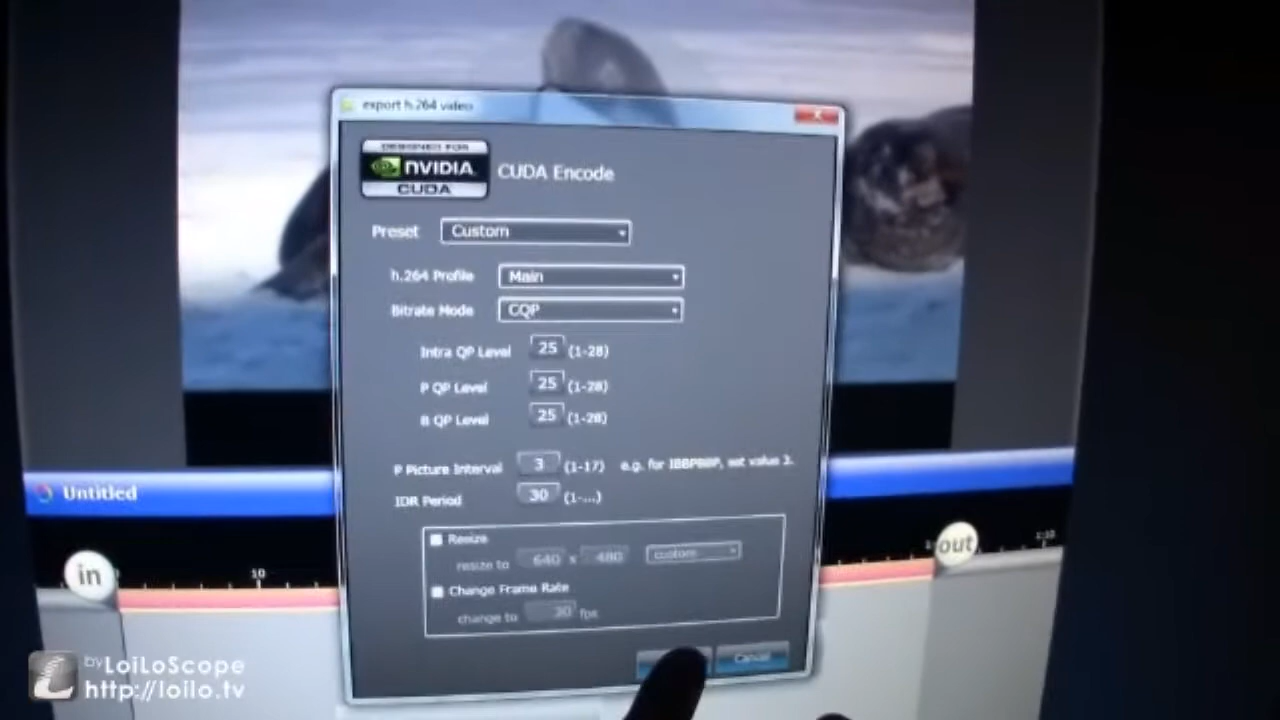 export h.264 video
DESIGNED FOR
NVIDIA
CUDA
CUDA Encode
Preset Custom
h.264 Profile Main
Bitrate Mode CQP
Intra QP Level 25 (1-28)
P QP Level 25 (1-28)
B QP Level 25 (1-28)
P Picture Interval 3 (1-17) e.g. for IBBPBBP, set value 3.
IDR Period 30 (1-...)
Resize
resize to 640 x 480 custom
Change Frame Rate
change to 30 fps
Cancel
Untitled
in
10
out
by LoiLoScope
http://loilo.tv